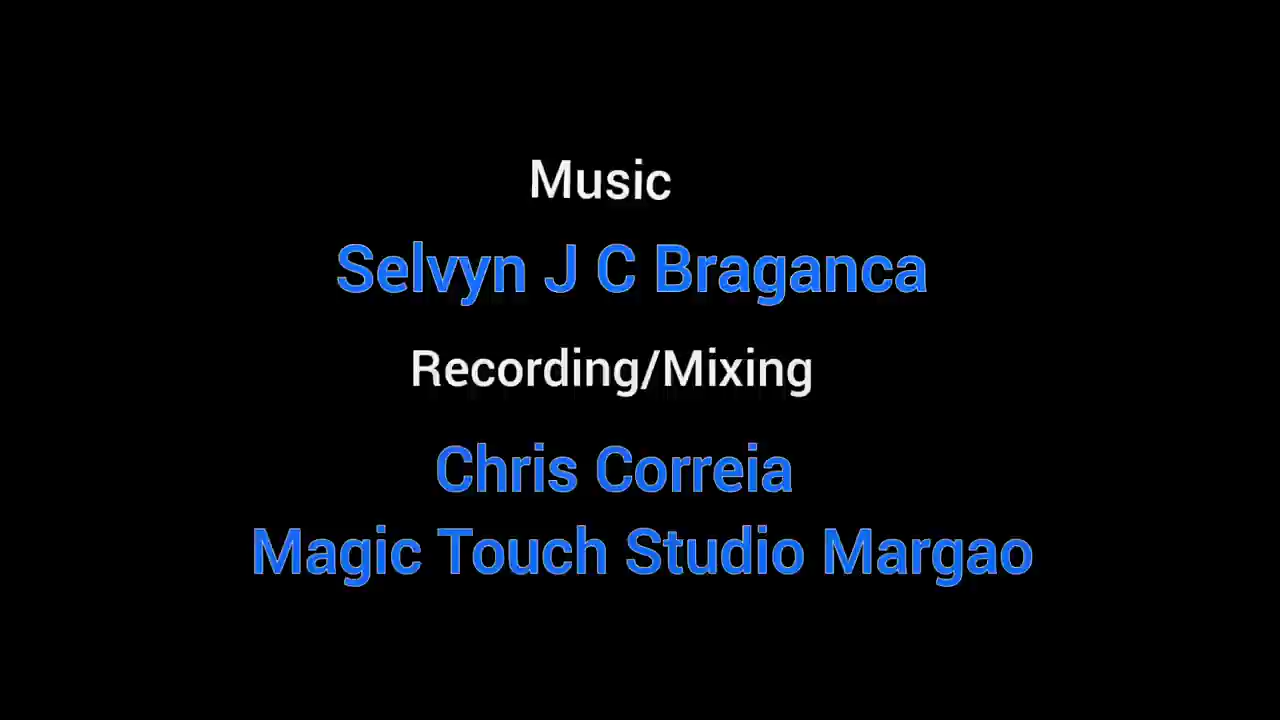 Music
Selvyn J C Braganca
Recording/Mixing
Chris Correia
Magic Touch Studio Margao